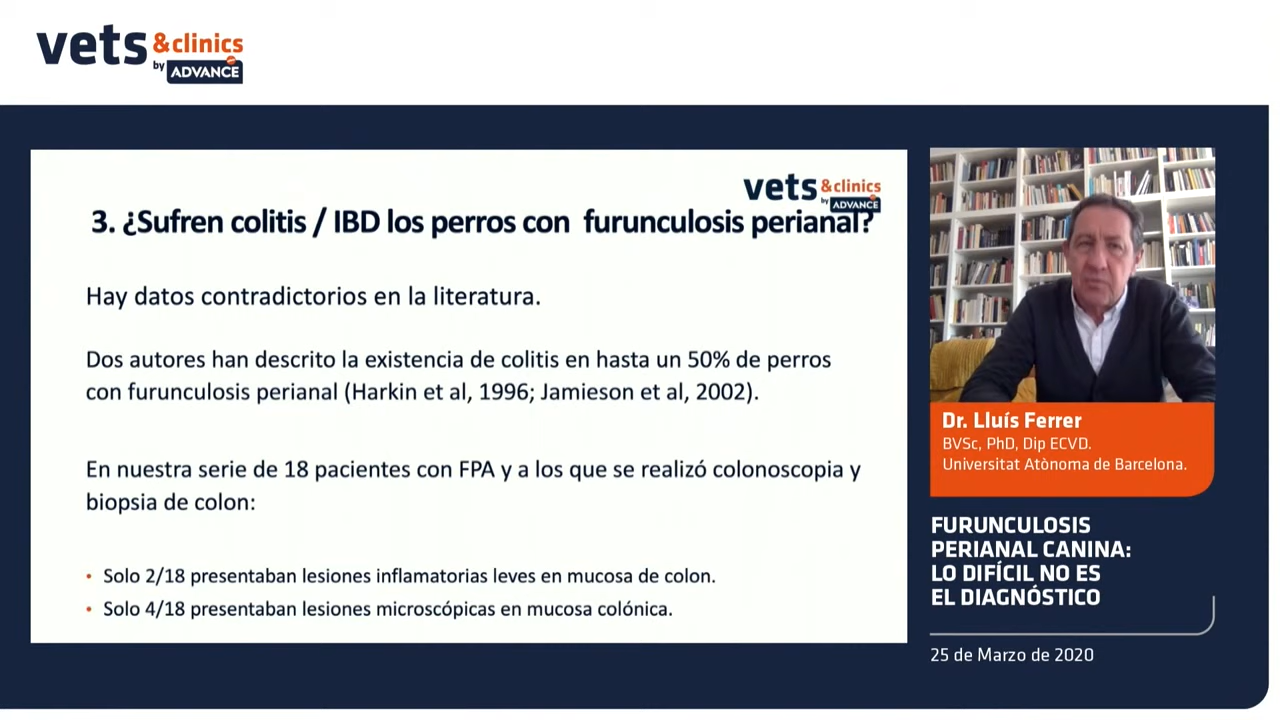 vets &clinics
by ADVANCE
vets &clinics
by ADVANCE
3. ¿Sufren colitis / IBD los perros con furunculosis perianal?
Hay datos contradictorios en la literatura.
Dos autores han descrito la existencia de colitis en hasta un 50% de perros
con furunculosis perianal (Harkin et al, 1996; Jamieson et al, 2002).
En nuestra serie de 18 pacientes con FPA y a los que se realizó colonoscopia y
biopsia de colon:
• Solo 2/18 presentaban lesiones inflamatorias leves en mucosa de colon.
• Solo 4/18 presentaban lesiones microscópicas en mucosa colónica.
Dr. Lluís Ferrer
BVSc, PhD, Dip ECVD.
Universitat Atònoma de Barcelona.
FURUNCULOSIS
PERIANAL CANINA:
LO DIFÍCIL NO ES
EL DIAGNÓSTICO
25 de Marzo de 2020